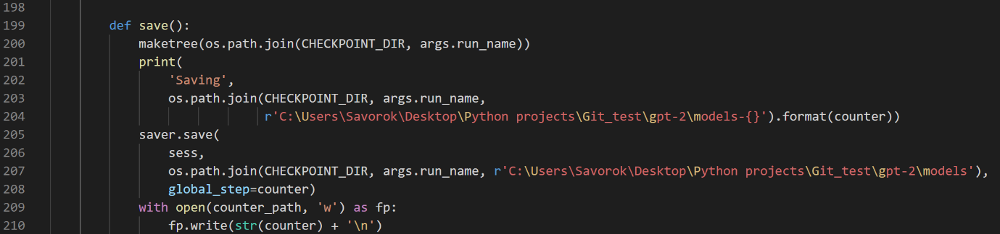 198
199 def save():
200 maketree(os.path.join(CHECKPOINT_DIR, args.run_name))
201 print(
202 'Saving',
203 os.path.join(CHECKPOINT_DIR, args.run_name,
204 r'C:\Users\Savorok\Desktop\Python projects\Git_test\gpt-2\models-{}').format(counter))
205 saver.save(
206 sess,
207 os.path.join(CHECKPOINT_DIR, args.run_name, r'C:\Users\Savorok\Desktop\Python projects\Git_test\gpt-2\models'),
208 global_step=counter)
209 with open(counter_path, 'w') as fp:
210 fp.write(str(counter) + '\n')